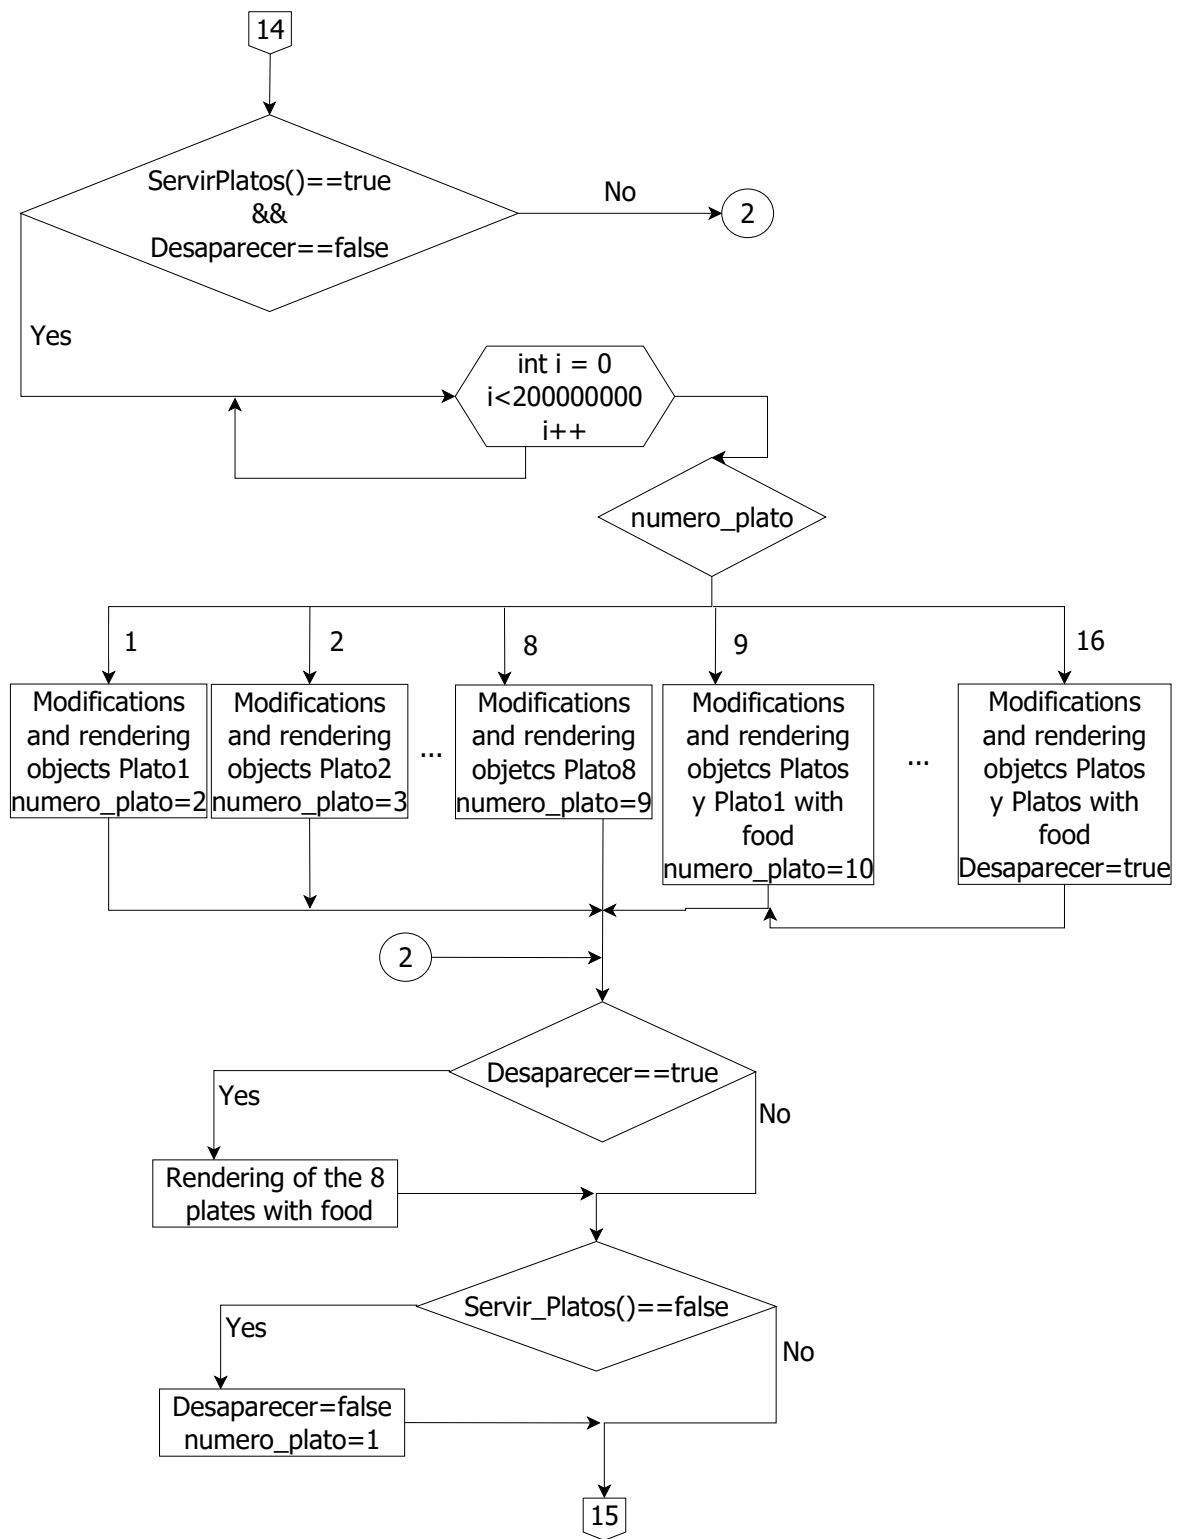 14
ServirPlatos()==true
&&
Desaparecer==false
No
2
Yes
int i = 0
i<200000000
i++
numero_plato
1
2
8
9
16
Modifications
and rendering
objects Plato1
numero_plato=2
Modifications
and rendering
objects Plato2
numero_plato=3
...
Modifications
and rendering
objetcs Plato8
numero_plato=9
Modifications
and rendering
objetcs Platos
y Plato1 with
food
numero_plato=10
...
Modifications
and rendering
objetcs Platos
y Platos with
food
Desaparecer=true
2
Desaparecer==true
Yes
No
Rendering of the 8
plates with food
Servir_Platos()==false
Yes
No
Desaparecer=false
numero_plato=1
15